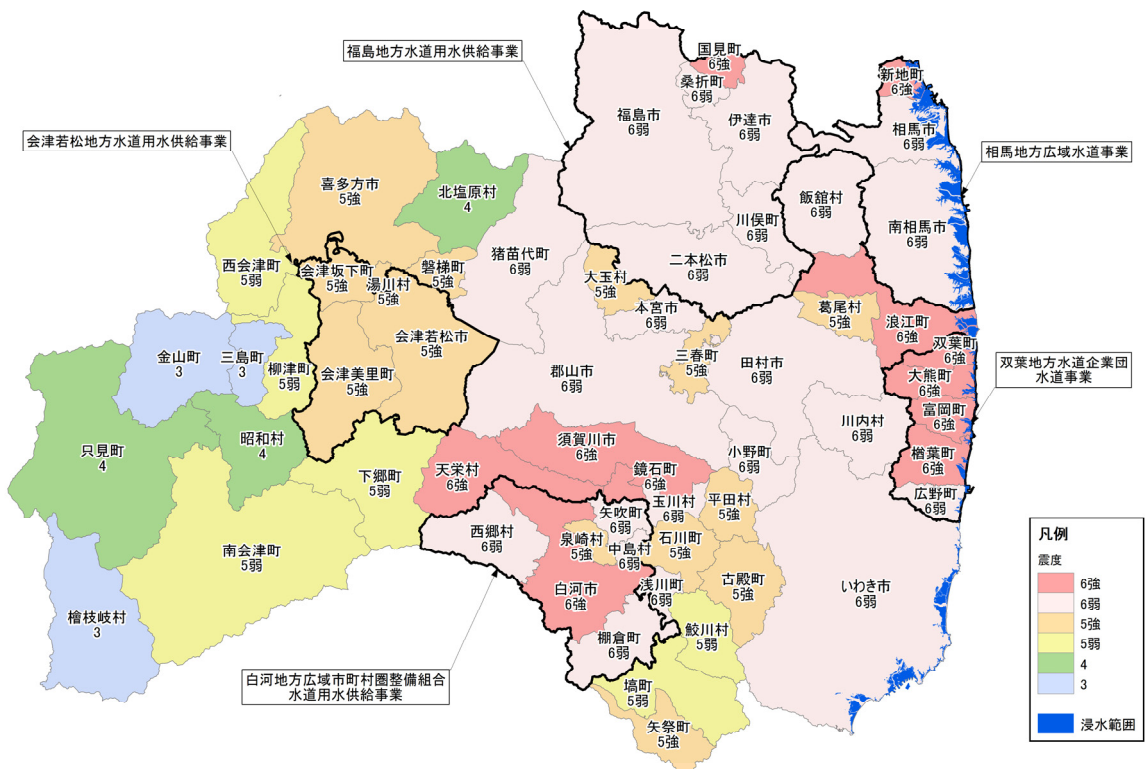 福島地方水道用水供給事業
国見町
6強
桑折町
6弱
新地町
6強
福島市
6弱
伊達市
6弱
相馬市
6弱
会津若松地方水道用水供給事業
相馬地方広域水道事業
喜多方市
5強
北塩原村
4
飯舘村
6弱
川俣町
6弱
南相馬市
6弱
猪苗代町
6弱
二本松市
6弱
西会津町
5弱
会津坂下町
5強
湯川村
5強
磐梯町
5強
大玉村
5強
本宮市
6弱
葛尾村
5強
浪江町
6強
双葉町
6強
金山町
3
三島町
3
柳津町
5弱
会津若松市
5強
会津美里町
5強
三春町
5強
田村市
6弱
郡山市
6弱
大熊町
6強
双葉地方水道企業団
水道事業
富岡町
6強
川内村
6弱
只見町
4
昭和村
4
下郷町
5弱
須賀川市
6強
天栄村
6強
鏡石町
6強
小野町
6弱
楢葉町
6強
広野町
6弱
玉川村
6弱
平田村
5強
矢吹町
6弱
西郷村
6弱
泉崎村
5強
中島村
6弱
石川町
5強
南会津町
5弱
白河市
6強
浅川町
6弱
古殿町
5強
いわき市
6弱
檜枝岐村
3
棚倉町
6弱
鮫川村
5弱
白河地方広域市町村圏整備組合
水道用水供給事業
塙町
5弱
矢祭町
5強
凡例
震度
6強
6弱
5強
5弱
4
3
浸水範囲